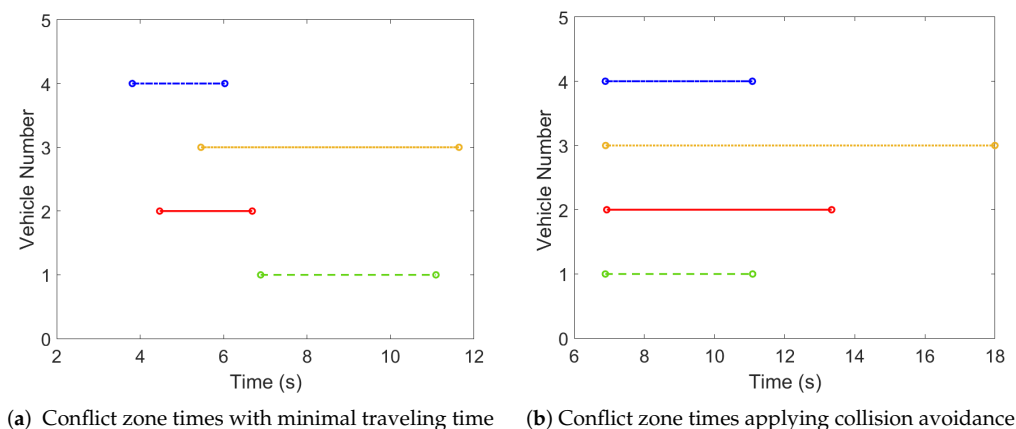 5
4
3
2
1
0
Vehicle Number
2 4 6 8 10 12
Time (s)
(a) Conflict zone times with minimal traveling time
5
4
3
2
1
0
Vehicle Number
6 8 10 12 14 16 18
Time (s)
(b) Conflict zone times applying collision avoidance